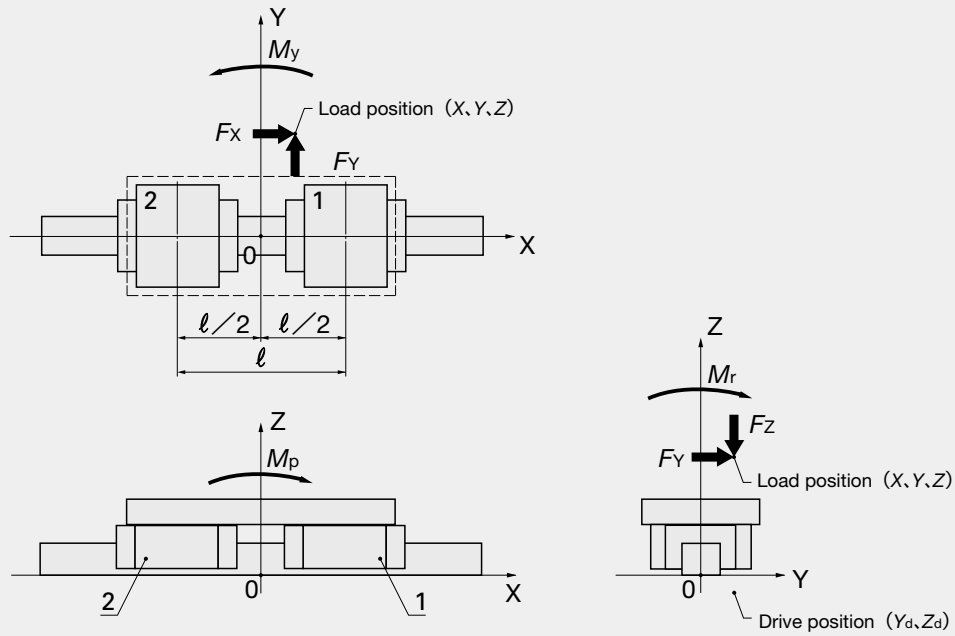 Y
My
Load position (X、Y、Z)
FX
FY
2
1
0
X
ℓ/2
ℓ/2
ℓ
Z
Mp
0
X
2
1
Z
Mr
FZ
FY
Load position (X、Y、Z)
0
Y
Drive position (Yd、Zd)